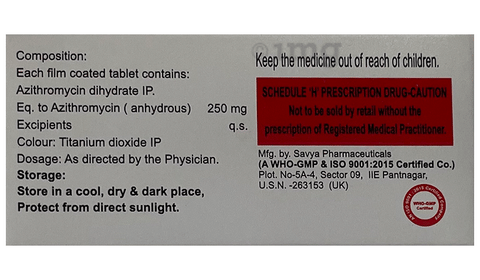 1mg
Composition:
Each film coated tablet contains:
Azithromycin dihydrate IP.
Eq. to Azithromycin ( anhydrous) 250 mg
Excipients q.s.
Colour: Titanium dioxide IP
Dosage: As directed by the Physician.
Storage:
Store in a cool, dry & dark place,
Protect from direct sunlight.
Keep the medicine out of reach of children.
SCHEDULE 'H' PRESCRIPTION DRUG-CAUTION
Not to be sold by retail without the
prescription of Registered Medical Practitioner.
Mfg. by. Savya Pharmaceuticals
(A WHO-GMP & ISO 9001:2015 Certified Co.)
Plot. No-5A-4, Sector 09, IIE Pantnagar,
U.S.N. -263153 (UK)
WHO-GMP
Certified